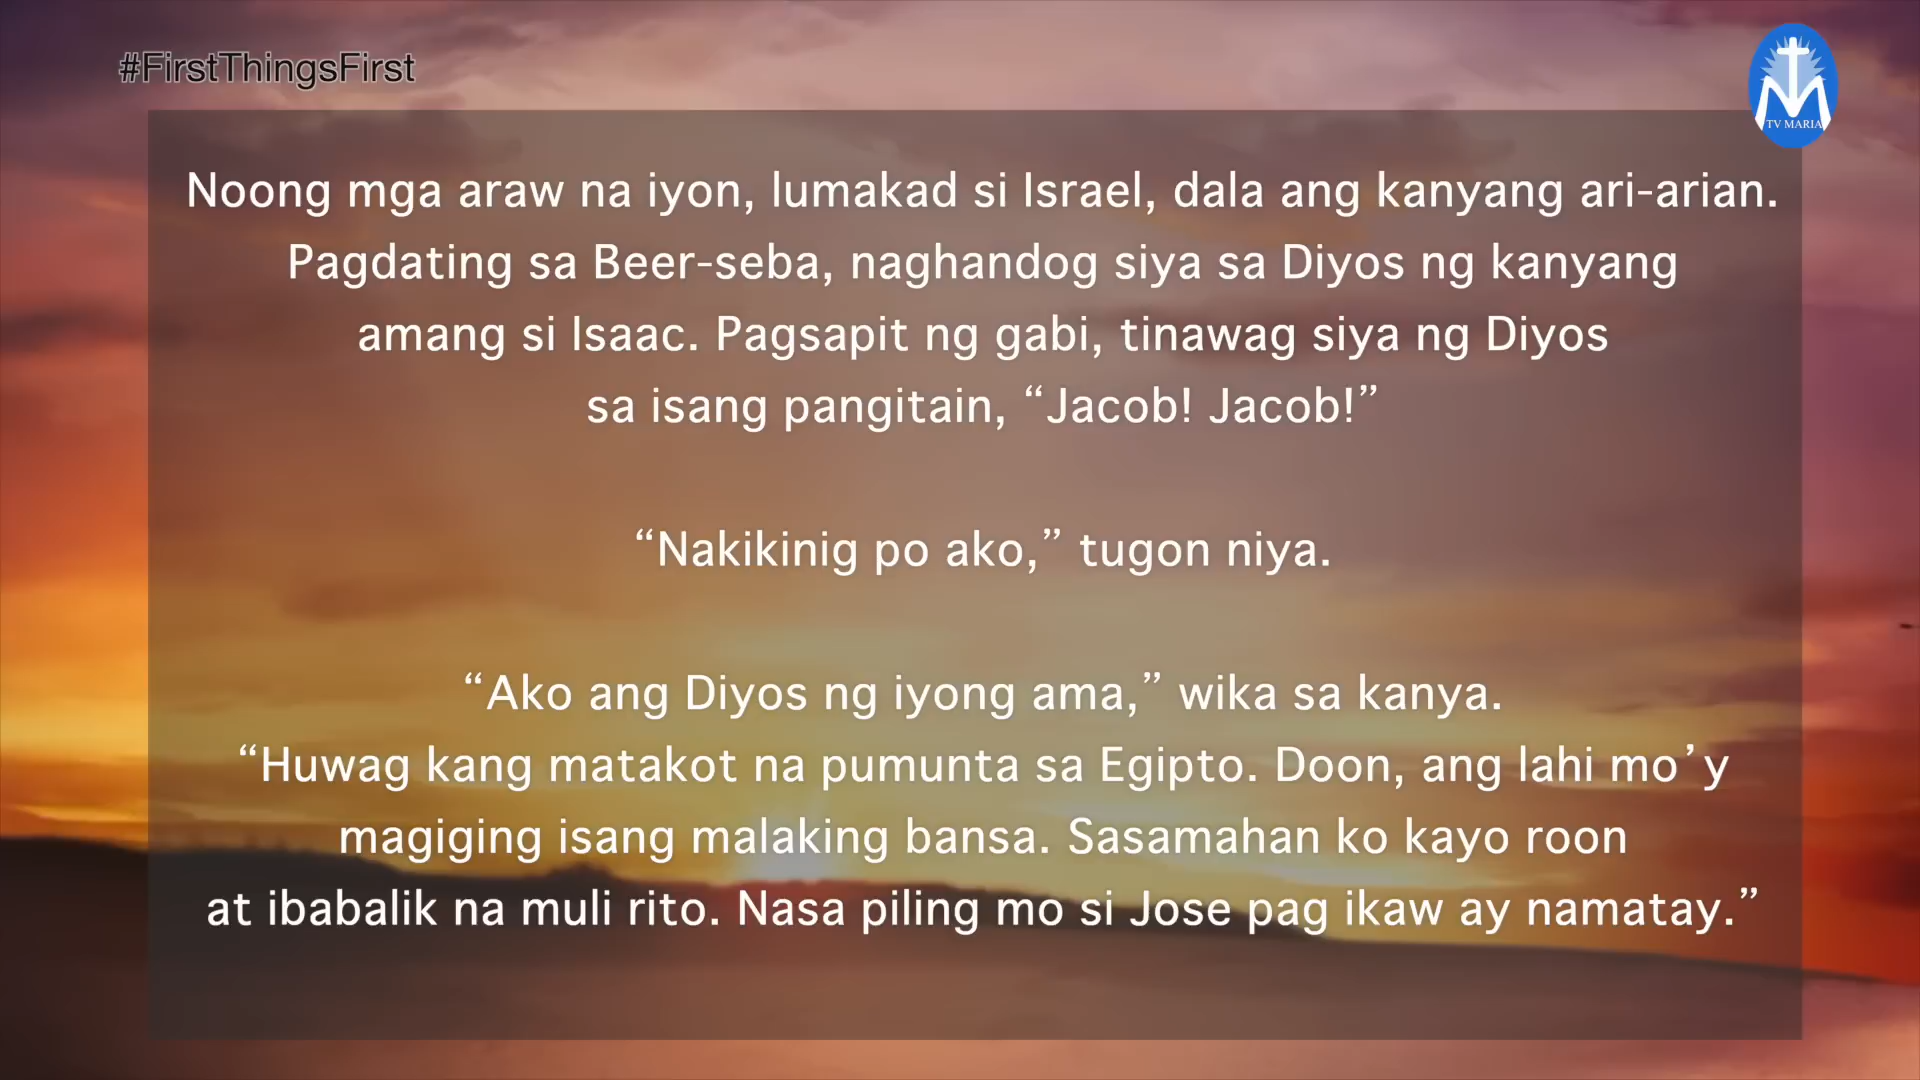 #FirstThingsFirst
TV MARIA
Noong mga araw na iyon, lumakad si Israel, dala ang kanyang ari-arian.
Pagdating sa Beer-seba, naghandog siya sa Diyos ng kanyang
amang si Isaac. Pagsapit ng gabi, tinawag siya ng Diyos
sa isang pangitain, “Jacob! Jacob!”
“Nakikinig po ako,” tugon niya.
“Ako ang Diyos ng iyong ama,” wika sa kanya.
“Huwag kang matakot na pumunta sa Egipto. Doon, ang lahi mo’y
magiging isang malaking bansa. Sasamahan ko kayo roon
at ibabalik na muli rito. Nasa piling mo si Jose pag ikaw ay namatay.”